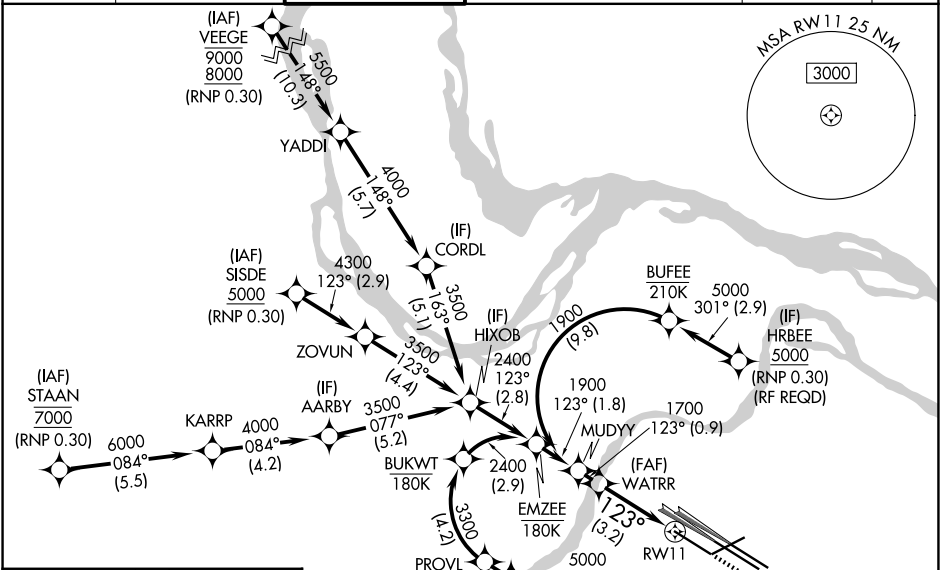 (IAF)
VEEGE
9000
8000
(RNP 0.30)
5500
148°
(10.3)
MSA RW11 25 NM
3000
YADDI
4000
148°
(5.7)
(IF)
CORDL
(IAF)
SISDE
5000
(RNP 0.30)
4300
123° (2.9)
3500
163°
(5.1)
BUFEE
210K
5000
301° (2.9)
(IF)
HRBEE
5000
(RNP 0.30)
(RF REQD)
1900
(9.8)
(IF)
HIXOB
ZOVUN
3500
123°
(4.4)
2400
123°
(2.8)
(IAF)
STAAN
7000
(RNP 0.30)
6000
084°
(5.5)
KARRP
4000
084°
(4.2)
(IF)
AARBY
3500
077°
(5.2)
1900
123° (1.8)
MUDYY
1700
123° (0.9)
BUKWT
180K
2400
(2.9)
EMZEE
180K
(FAF)
WATRR
123°
(3.2)
RW11
3300
(4.2)
PROVL
5000